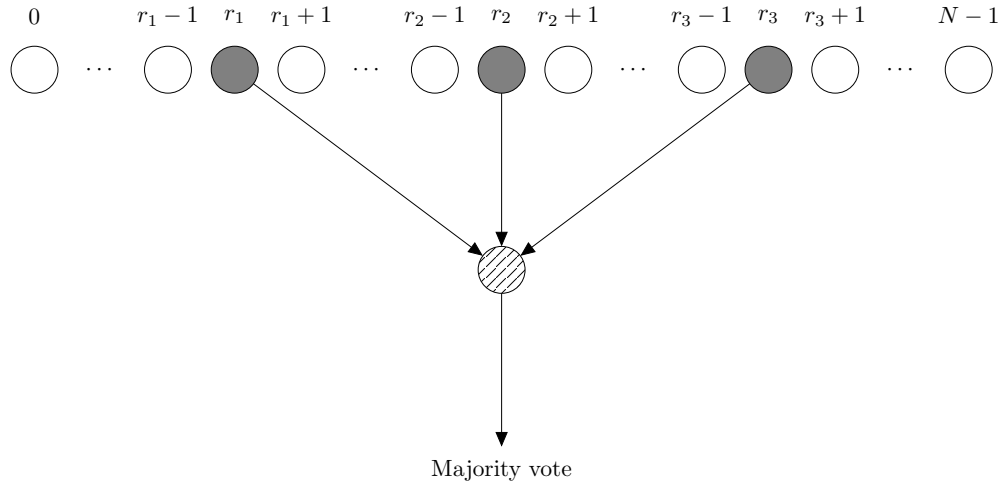 0 r₁ − 1 r₁ r₁ + 1 r₂ − 1 r₂ r₂ + 1 r₃ − 1 r₃ r₃ + 1 N − 1
··· ··· ··· ···
Majority vote